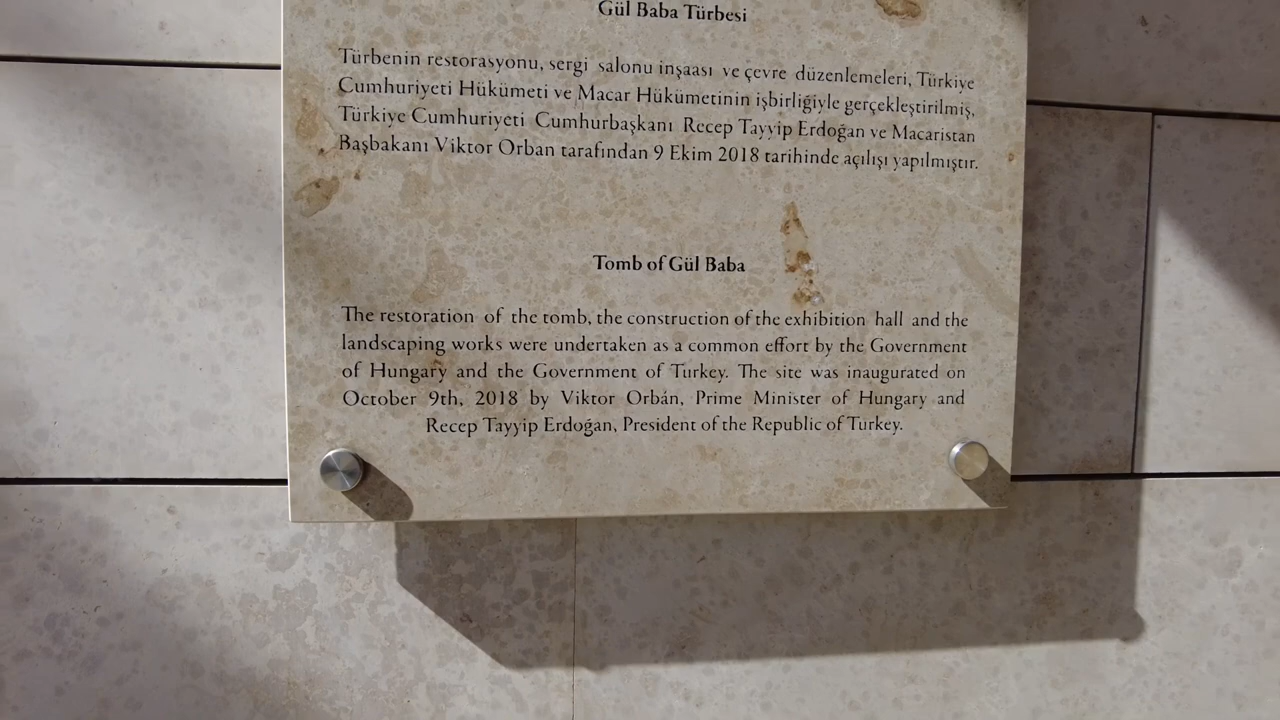 Gül Baba Türbesi
Türbenin restorasyonu, sergi salonu inşaası ve çevre düzenlemeleri, Türkiye
Cumhuriyeti Hükümeti ve Macar Hükümetinin işbirliğiyle gerçekleştirilmiş,
Türkiye Cumhuriyeti Cumhurbaşkanı Recep Tayyip Erdoğan ve Macaristan
Başbakanı Viktor Orban tarafından 9 Ekim 2018 tarihinde açılışı yapılmıştır.
Tomb of Gül Baba
The restoration of the tomb, the construction of the exhibition hall and the
landscaping works were undertaken as a common effort by the Government
of Hungary and the Government of Turkey. The site was inaugurated on
October 9th, 2018 by Viktor Orbán, Prime Minister of Hungary and
Recep Tayyip Erdoğan, President of the Republic of Turkey.